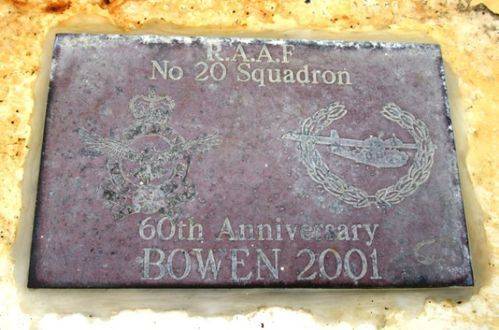 R.A.A.F
No 20 Squadron
60th Anniversary
BOWEN 2001